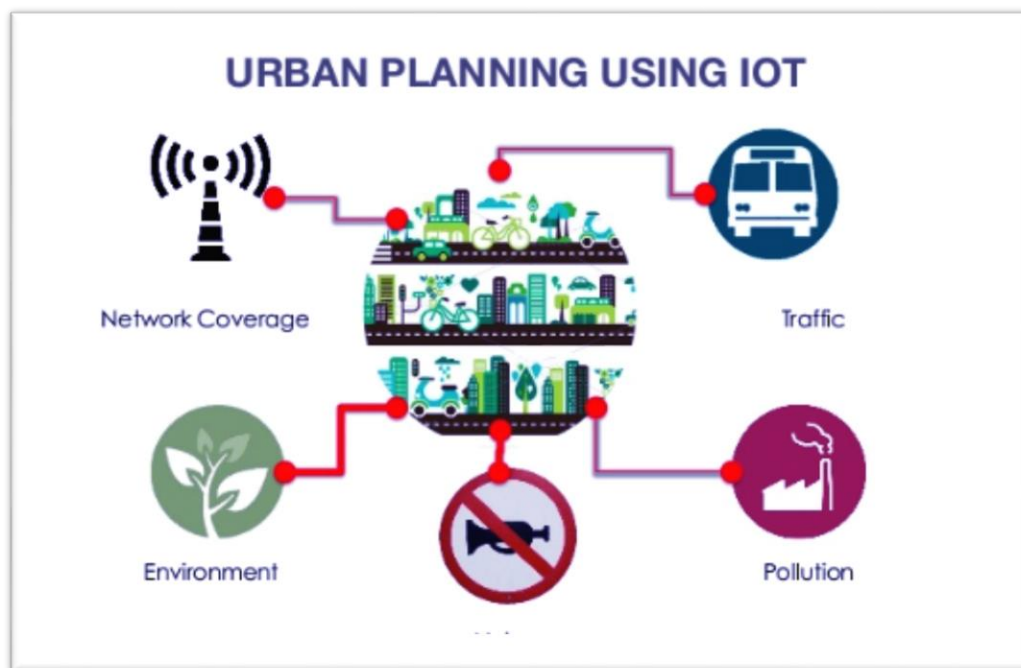 URBAN PLANNING USING IOT
Network Coverage
Traffic
Environment
Pollution